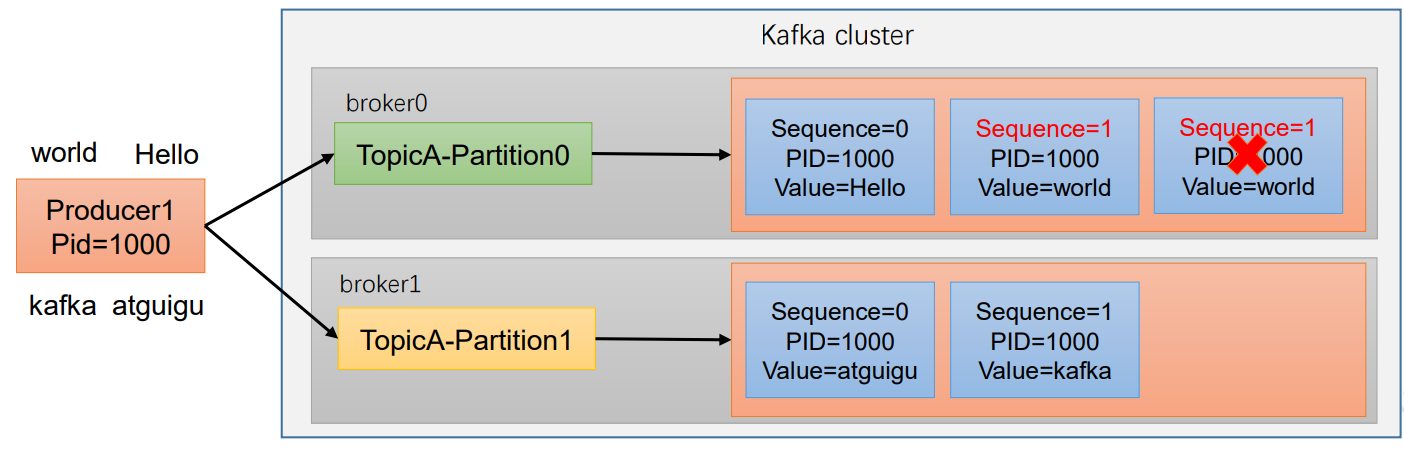 Kafka cluster
world Hello
Producer1
Pid=1000
kafka atguigu
broker0
TopicA-Partition0
Sequence=0
PID=1000
Value=Hello
Sequence=1
PID=1000
Value=world
Sequence=1
PID=1000
Value=world
broker1
TopicA-Partition1
Sequence=0
PID=1000
Value=atguigu
Sequence=1
PID=1000
Value=kafka